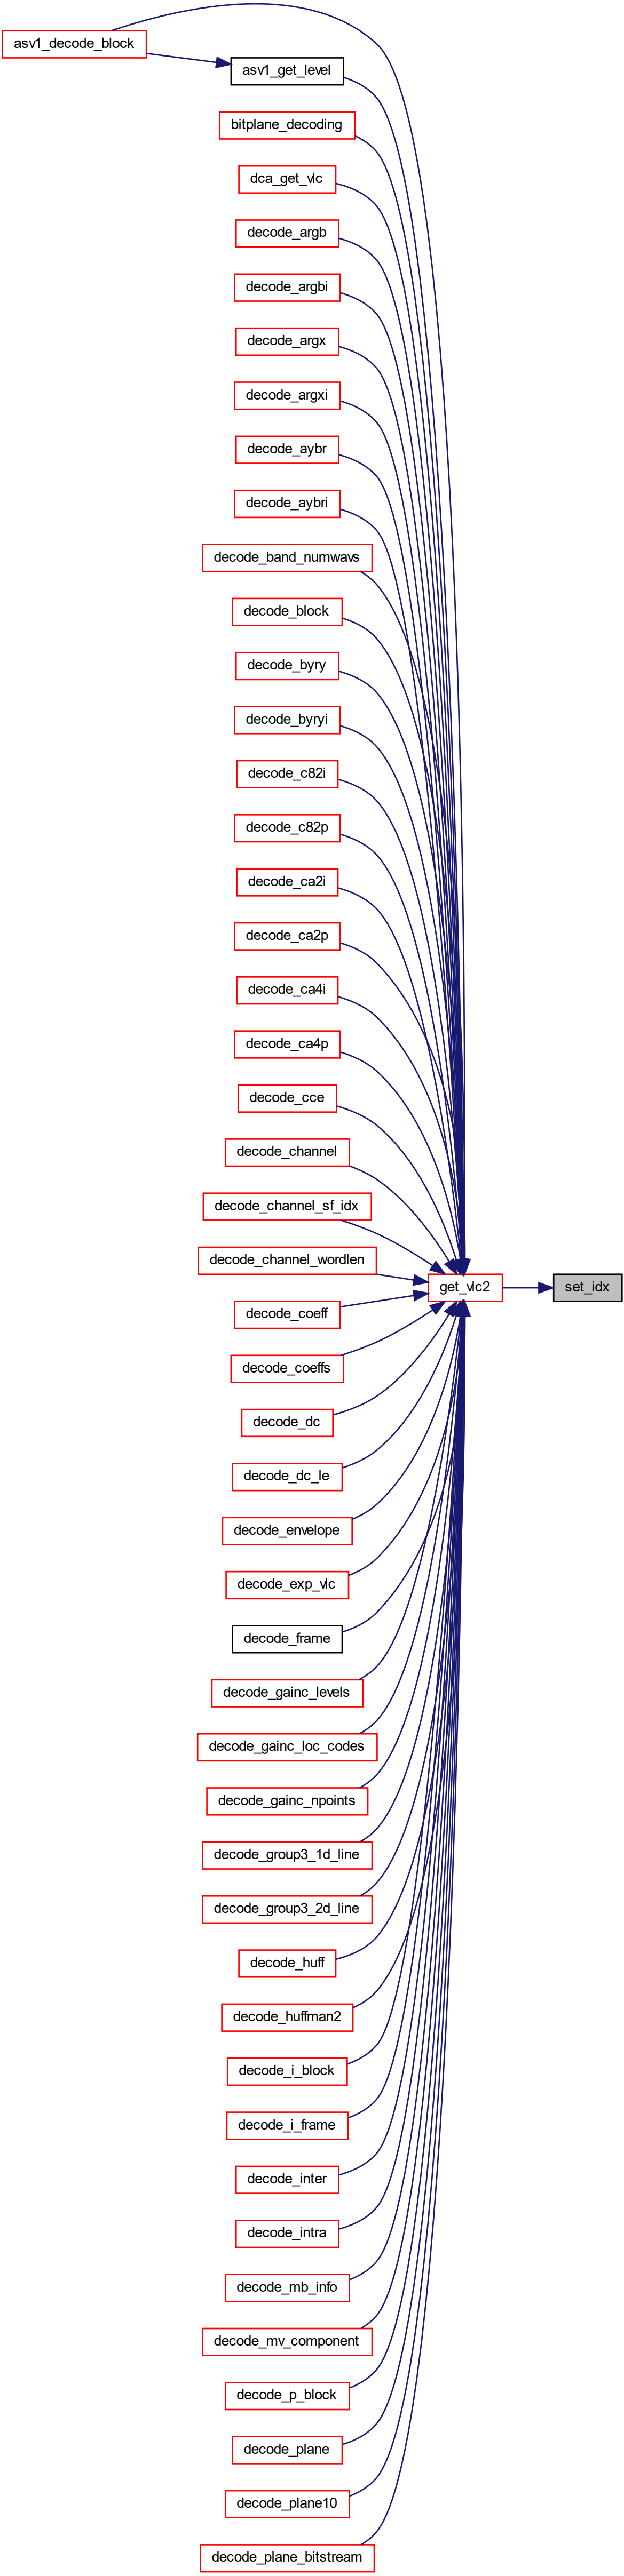 asv1_decode_block
asv1_get_level
bitplane_decoding
dca_get_vlc
decode_argb
decode_argbi
decode_argx
decode_argxi
decode_aybr
decode_aybri
decode_band_numwavs
decode_block
decode_byry
decode_byryi
decode_c82i
decode_c82p
decode_ca2i
decode_ca2p
decode_ca4i
decode_ca4p
decode_cce
decode_channel
decode_channel_sf_idx
decode_channel_wordlen
get_vlc2
set_idx
decode_coeff
decode_coeffs
decode_dc
decode_dc_le
decode_envelope
decode_exp_vlc
decode_frame
decode_gainc_levels
decode_gainc_loc_codes
decode_gainc_npoints
decode_group3_1d_line
decode_group3_2d_line
decode_huff
decode_huffman2
decode_i_block
decode_i_frame
decode_inter
decode_intra
decode_mb_info
decode_mv_component
decode_p_block
decode_plane
decode_plane10
decode_plane_bitstream